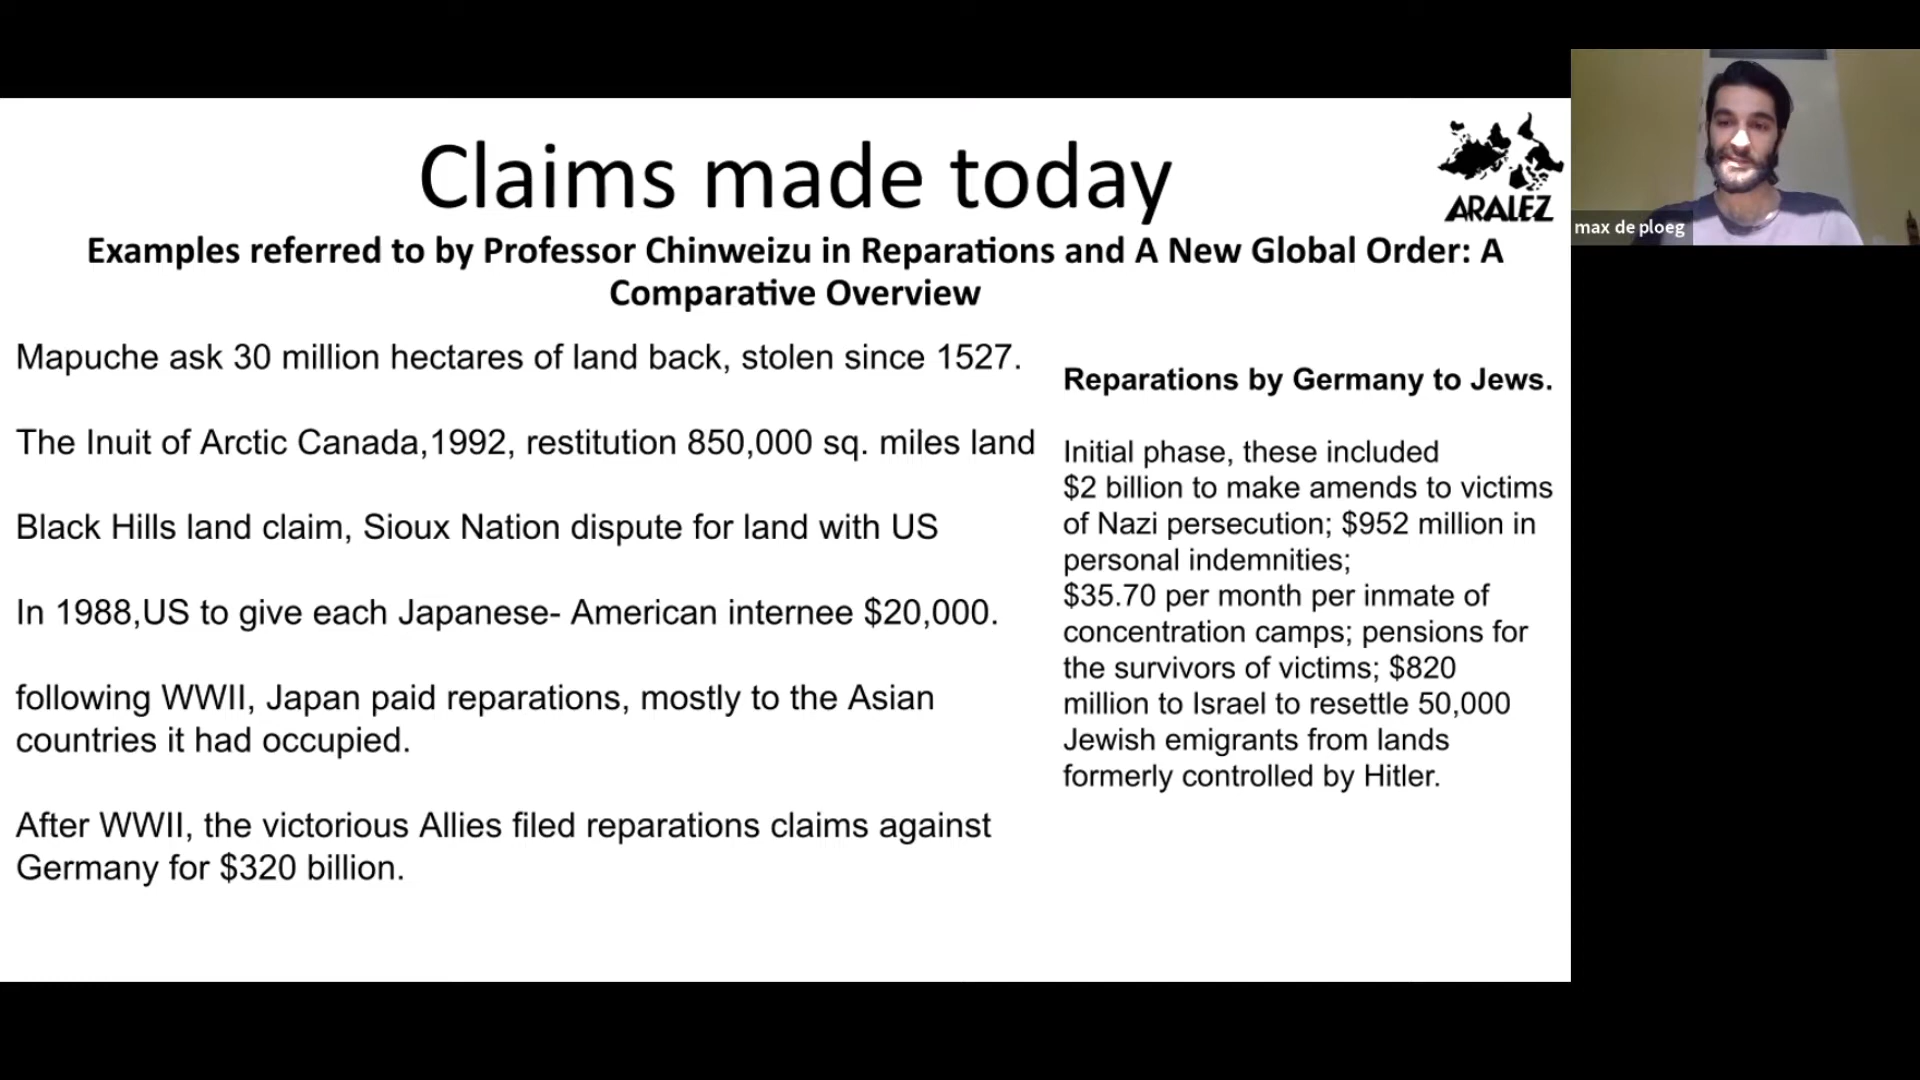 Claims made today
ARALEZ
max de ploeg
Examples referred to by Professor Chinweizu in Reparations and A New Global Order: A
Comparative Overview
Mapuche ask 30 million hectares of land back, stolen since 1527.
The Inuit of Arctic Canada,1992, restitution 850,000 sq. miles land
Black Hills land claim, Sioux Nation dispute for land with US
In 1988,US to give each Japanese- American internee $20,000.
following WWII, Japan paid reparations, mostly to the Asian
countries it had occupied.
After WWII, the victorious Allies filed reparations claims against
Germany for $320 billion.
Reparations by Germany to Jews.
Initial phase, these included
$2 billion to make amends to victims
of Nazi persecution; $952 million in
personal indemnities;
$35.70 per month per inmate of
concentration camps; pensions for
the survivors of victims; $820
million to Israel to resettle 50,000
Jewish emigrants from lands
formerly controlled by Hitler.